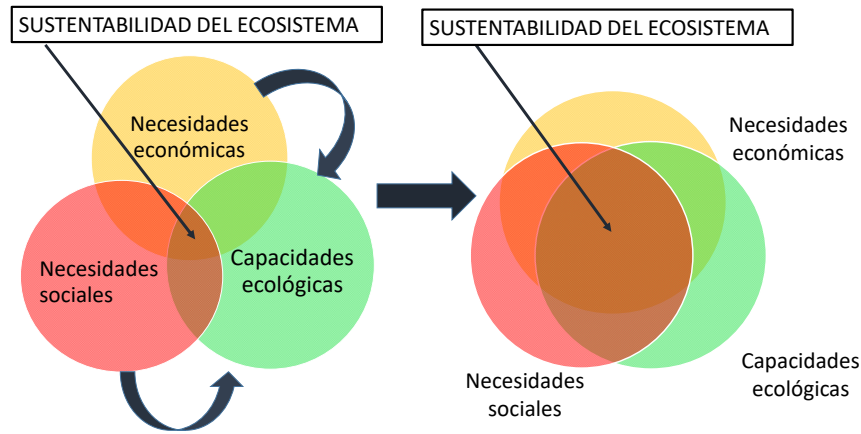 SUSTENTABILIDAD DEL ECOSISTEMA
Necesidades
económicas
Necesidades
sociales
Capacidades
ecológicas
SUSTENTABILIDAD DEL ECOSISTEMA
Necesidades
económicas
Necesidades
sociales
Capacidades
ecológicas